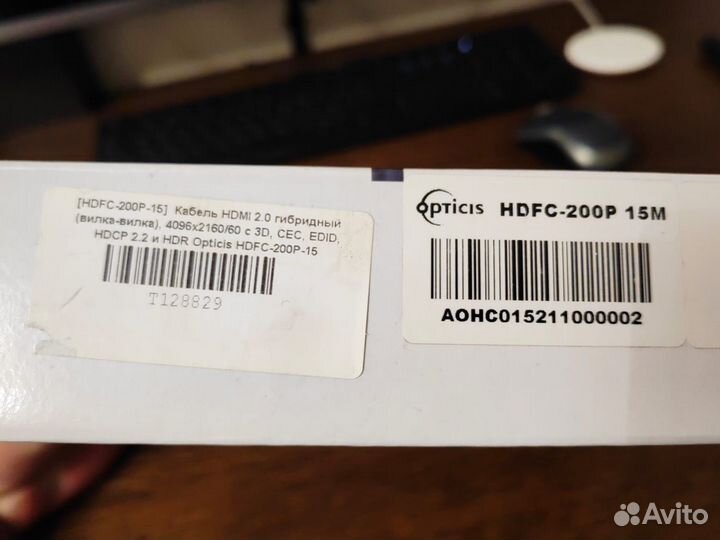 [HDFC-200P-15] Кабель HDMI 2.0 гибридный
(вилка-вилка), 4096x2160/60 с 3D, CEC, EDID,
HDCP 2.2 и HDR Opticis HDFC-200P-15
T128829
Opticis HDFC-200P 15M
AOHC015211000002
Avito